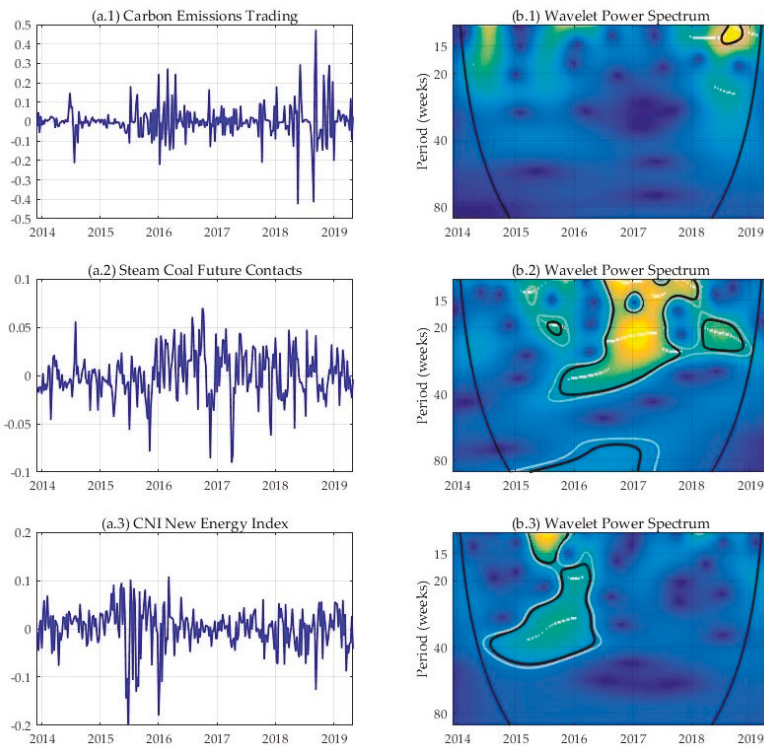 (a.1) Carbon Emissions Trading
0.5
0.4
0.3
0.2
0.1
0
-0.1
-0.2
-0.3
-0.4
-0.5
2014 2015 2016 2017 2018 2019
(b.1) Wavelet Power Spectrum
Period (weeks)
15
20
40
80
2014 2015 2016 2017 2018 2019
(a.2) Steam Coal Future Contacts
0.1
0.05
0
-0.05
-0.1
2014 2015 2016 2017 2018 2019
(b.2) Wavelet Power Spectrum
Period (weeks)
15
20
40
80
2014 2015 2016 2017 2018 2019
(a.3) CNI New Energy Index
0.2
0.1
0
-0.1
-0.2
2014 2015 2016 2017 2018 2019
(b.3) Wavelet Power Spectrum
Period (weeks)
15
20
40
80
2014 2015 2016 2017 2018 2019